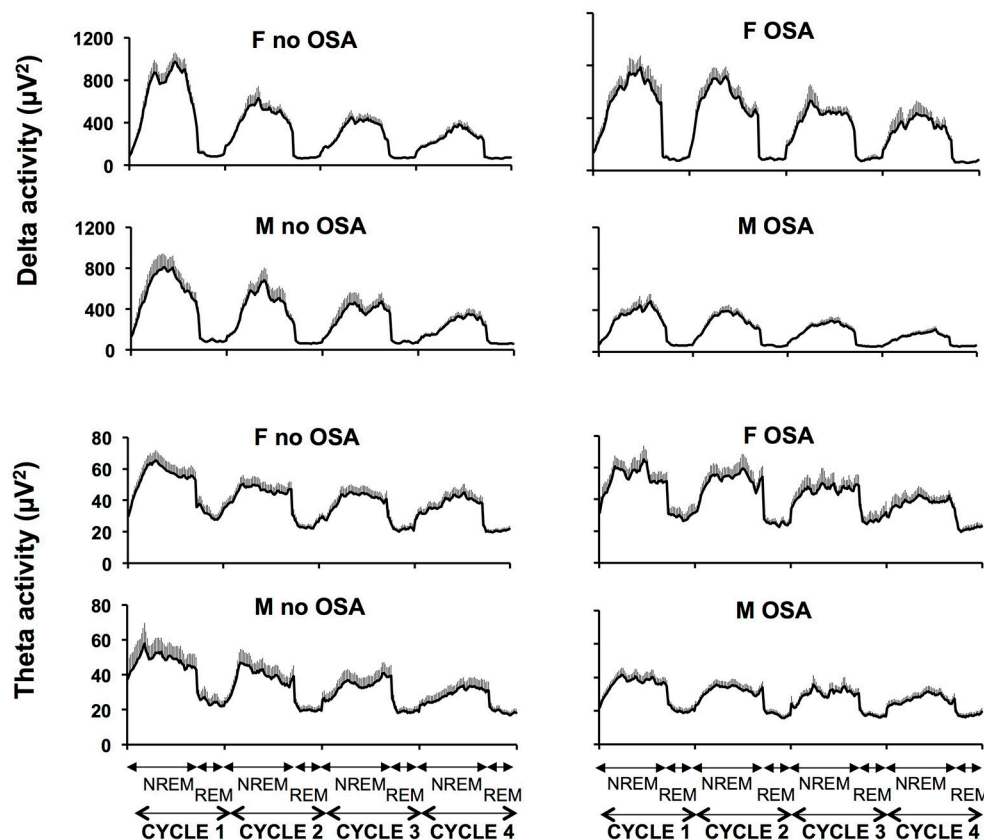 F no OSA
F OSA
Delta activity (µV²)
1200
800
400
0
M no OSA
M OSA
1200
800
400
0
F no OSA
F OSA
Theta activity (µV²)
80
60
40
20
0
M no OSA
M OSA
80
60
40
20
0
NREM REM NREM REM NREM REM NREM REM
CYCLE 1 CYCLE 2 CYCLE 3 CYCLE 4
NREM REM NREM REM NREM REM NREM REM
CYCLE 1 CYCLE 2 CYCLE 3 CYCLE 4